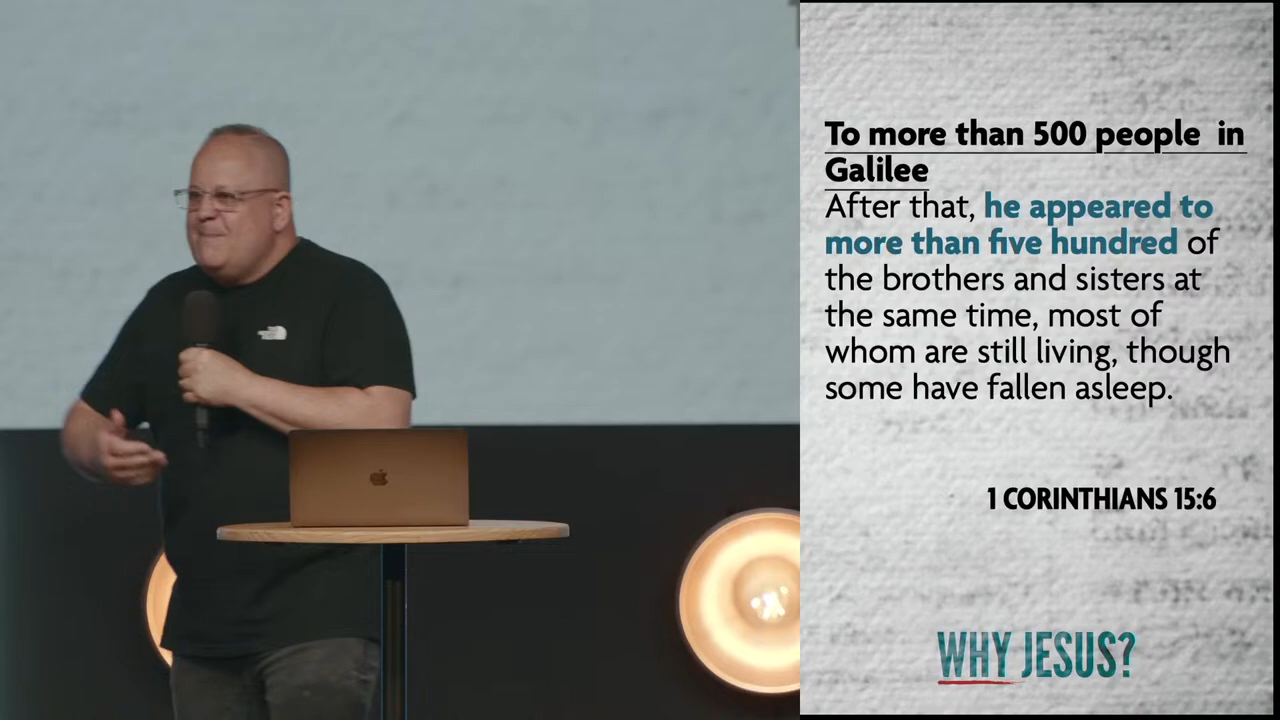 To more than 500 people in
Galilee
After that, he appeared to
more than five hundred of
the brothers and sisters at
the same time, most of
whom are still living, though
some have fallen asleep.
1 CORINTHIANS 15:6
WHY JESUS?